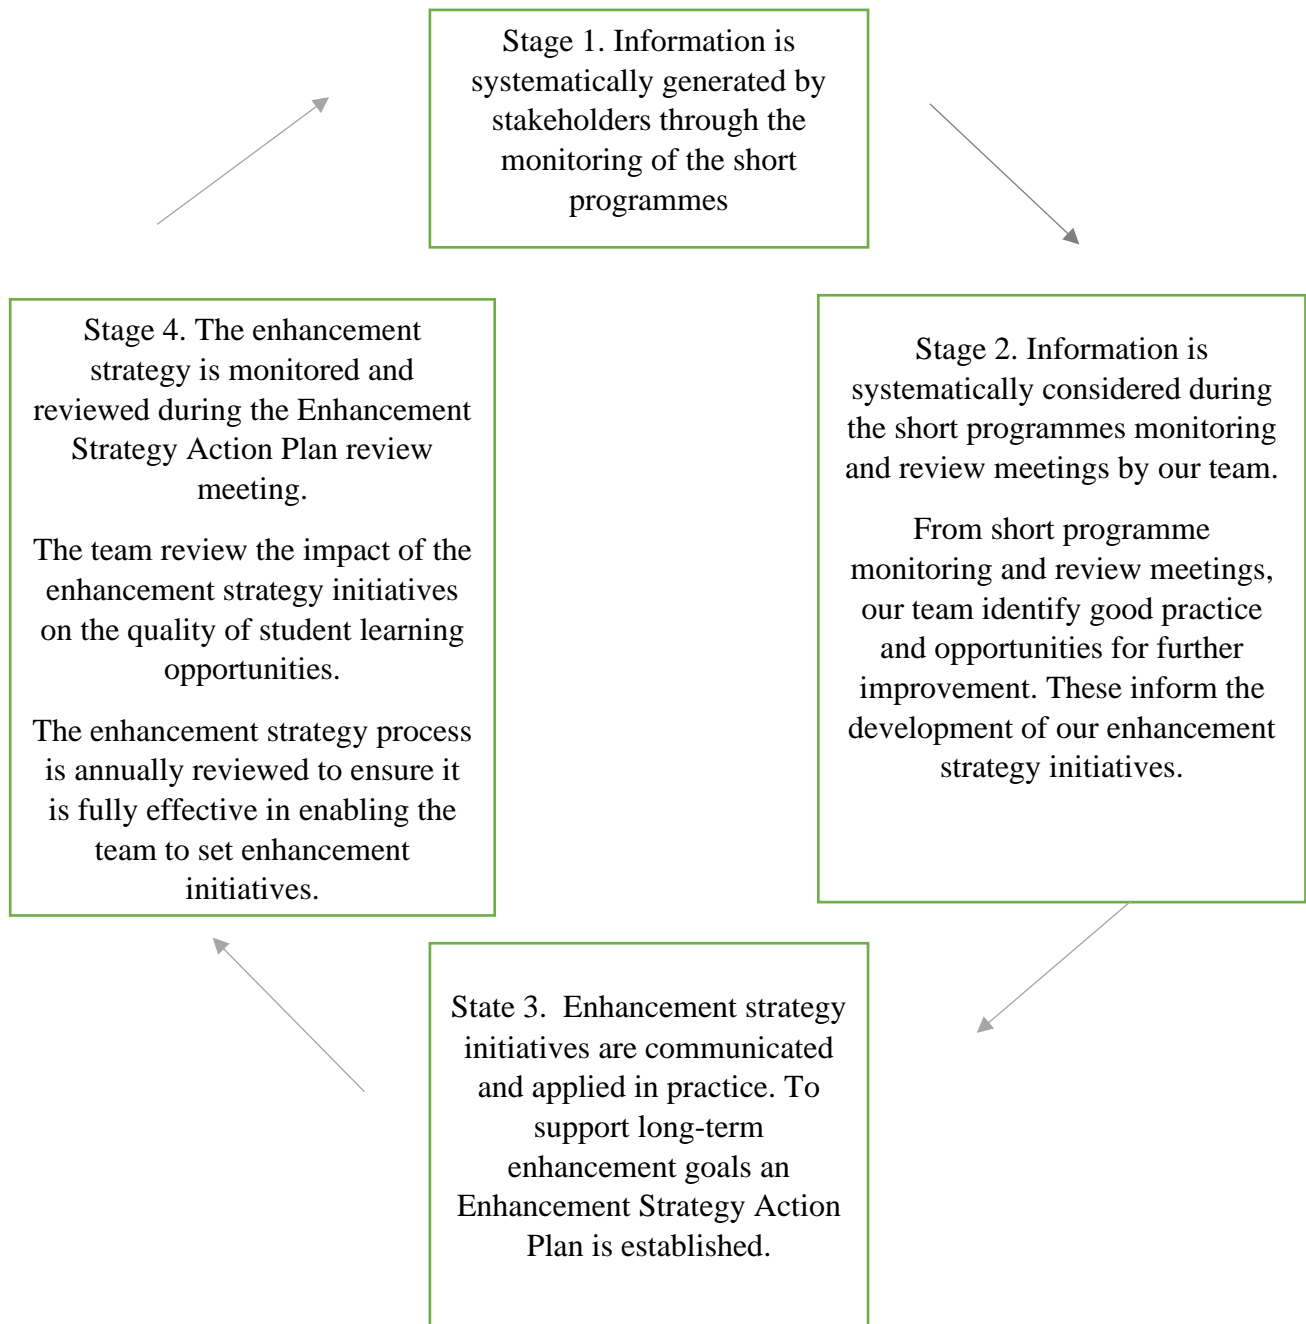 Stage 1. Information is
systematically generated by
stakeholders through the
monitoring of the short
programmes
Stage 2. Information is
systematically considered during
the short programmes monitoring
and review meetings by our team.
From short programme
monitoring and review meetings,
our team identify good practice
and opportunities for further
improvement. These inform the
development of our enhancement
strategy initiatives.
State 3.  Enhancement strategy
initiatives are communicated
and applied in practice. To
support long-term
enhancement goals an
Enhancement Strategy Action
Plan is established.
Stage 4. The enhancement
strategy is monitored and
reviewed during the Enhancement
Strategy Action Plan review
meeting.
The team review the impact of the
enhancement strategy initiatives
on the quality of student learning
opportunities.
The enhancement strategy process
is annually reviewed to ensure it
is fully effective in enabling the
team to set enhancement
initiatives.